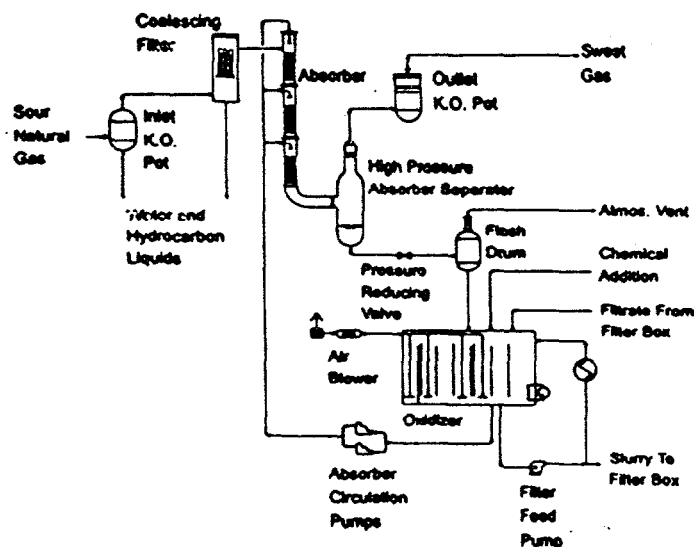 Coalescing
Filter
Sweet
Gas
Absorber
Outlet
K.O. Pot
Sour
Natural
Gas
Inlet
K.O.
Pot
High Pressure
Absorber Separator
Water and
Hydrocarbon
Liquids
Atmos. Vent
Flash
Drum
Chemical
Addition
Pressure
Reducing
Valve
Filtrate From
Filter Box
Air
Blower
Oxidizer
Absorber
Circulation
Pumps
Slurry To
Filter Box
Filter
Feed
Pump